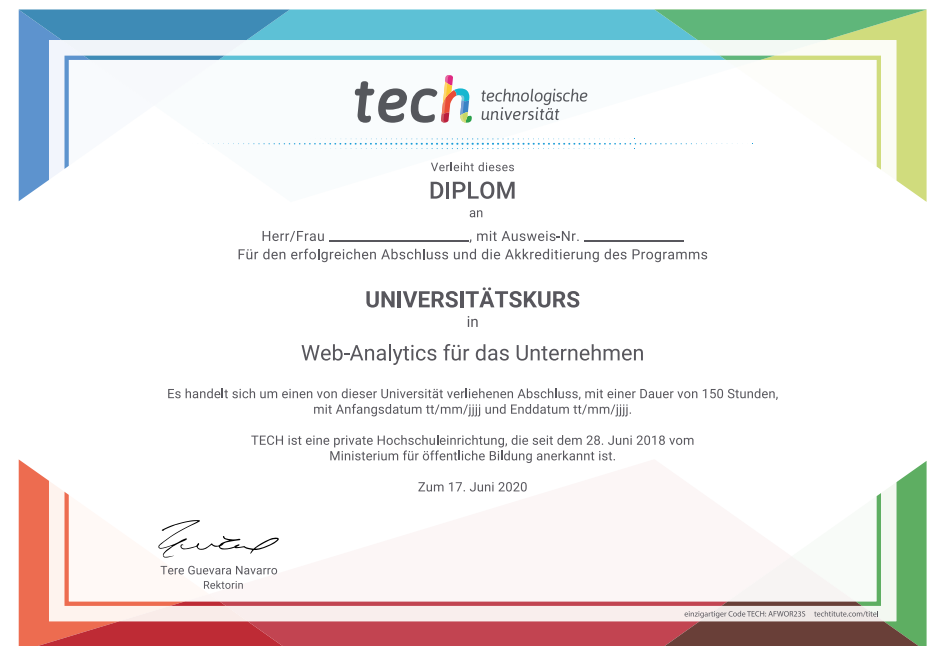 tech technologische
universität
Verleiht dieses
DIPLOM
an
Herr/Frau ____________________, mit Ausweis-Nr. ______________
Für den erfolgreichen Abschluss und die Akkreditierung des Programms
UNIVERSITÄTSKURS
in
Web-Analytics für das Unternehmen
Es handelt sich um einen von dieser Universität verliehenen Abschluss, mit einer Dauer von 150 Stunden,
mit Anfangsdatum tt/mm/jjjj und Enddatum tt/mm/jjjj.
TECH ist eine private Hochschuleinrichtung, die seit dem 28. Juni 2018 vom
Ministerium für öffentliche Bildung anerkannt ist.
Zum 17. Juni 2020
Tere Guevara Navarro
Rektorin
einzigartiger Code TECH: AFWOR23S techtitute.com/titel